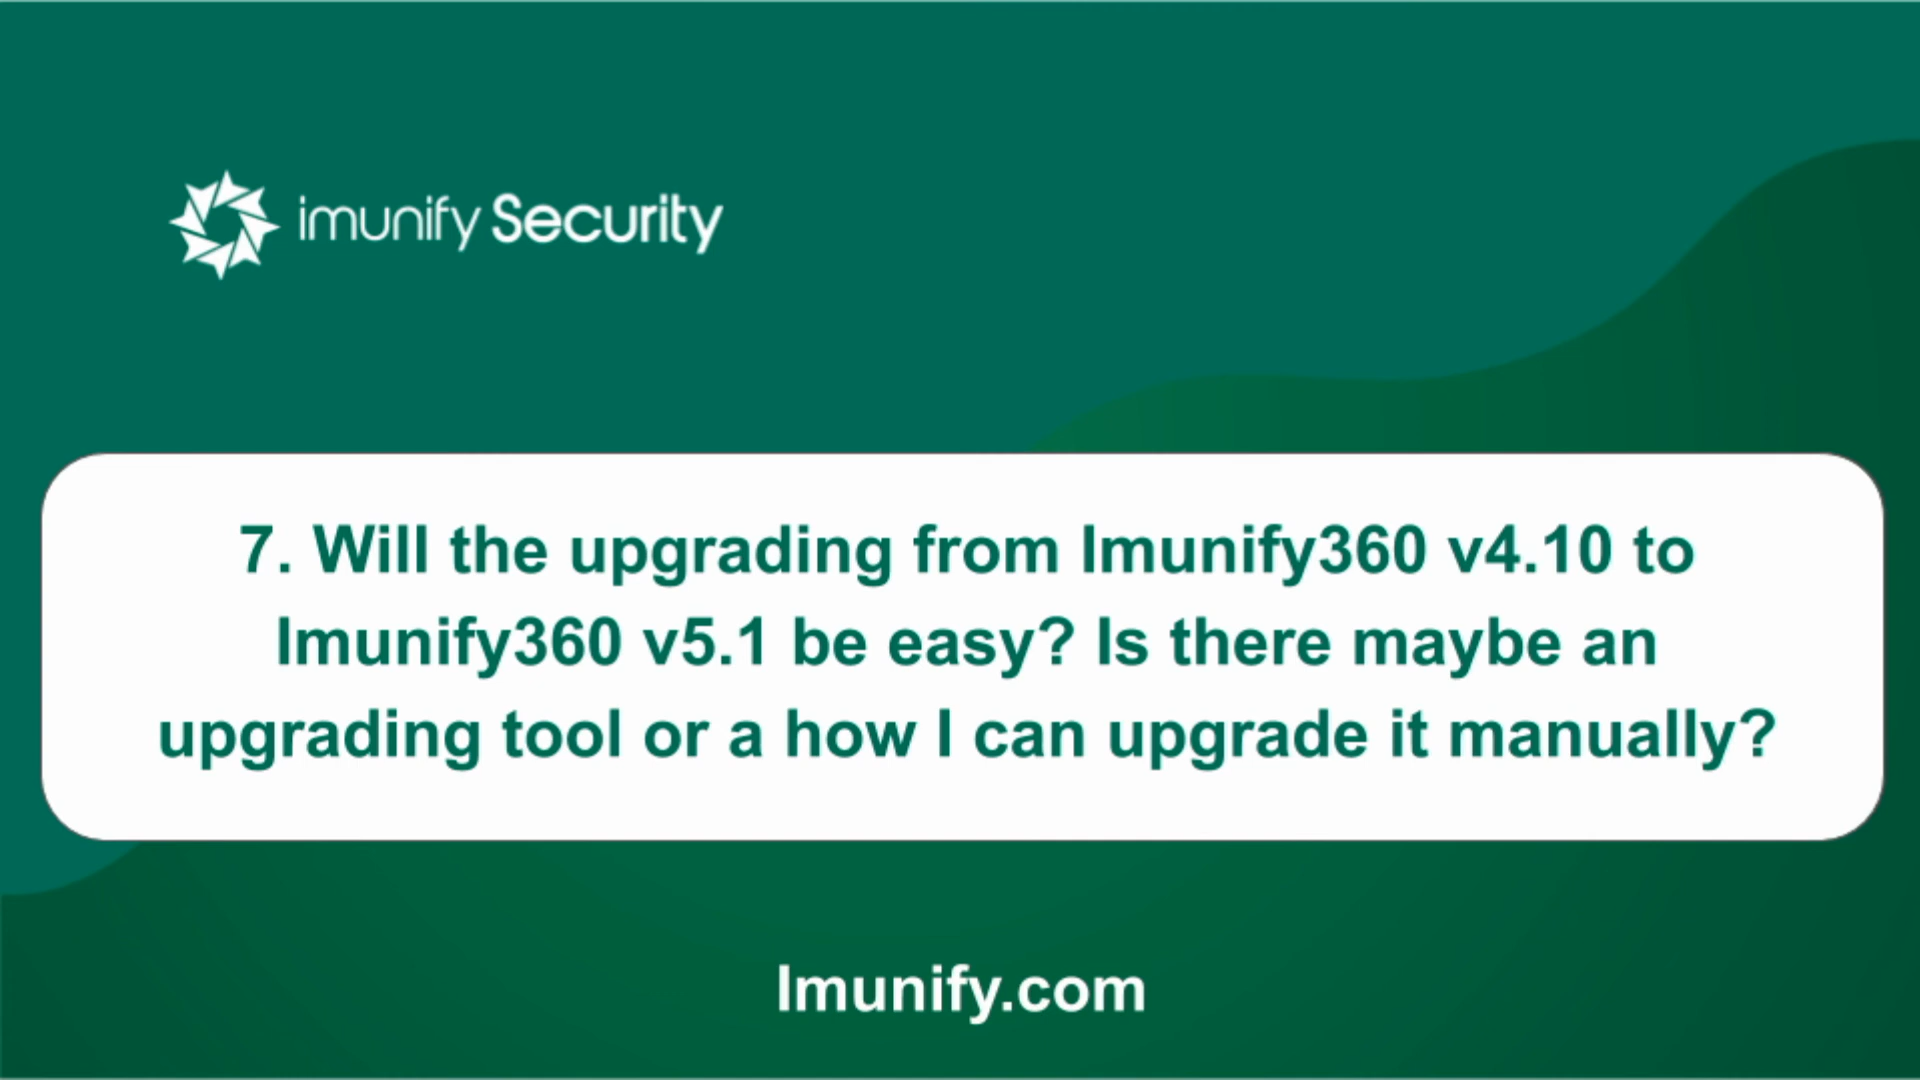 imunify Security
7. Will the upgrading from Imunify360 v4.10 to
Imunify360 v5.1 be easy? Is there maybe an
upgrading tool or a how I can upgrade it manually?
Imunify.com